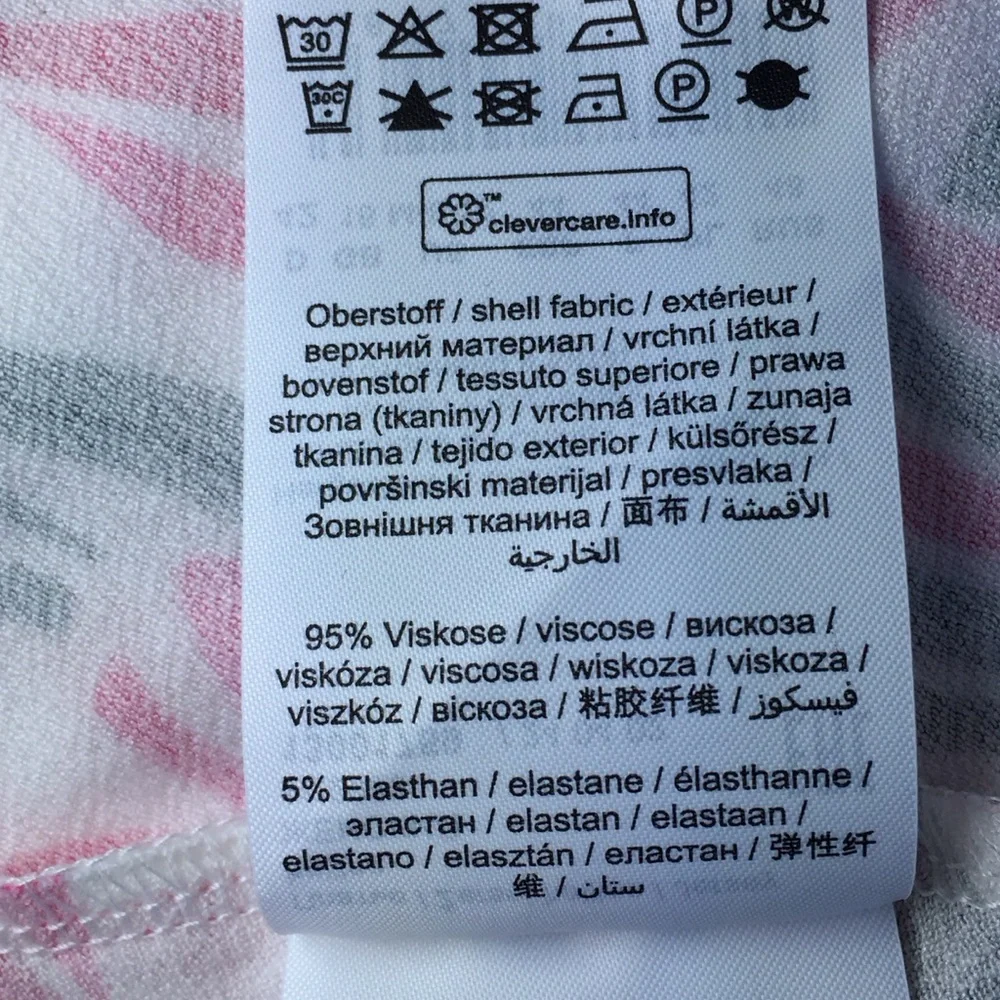 30 P W
30C P
clevercare.info™
Oberstoff / shell fabric / extérieur /
верхний материал / vrchní látka /
bovenstof / tessuto superiore / prawa
strona (tkaniny) / vrchná látka / zunaja
tkanina / tejido exterior / külsőrész /
površinski materijal / presvlaka /
Зовнішня тканина / 面布 / الأقمشة
الخارجية
95% Viskose / viscose / вискоза /
viskóza / viscosa / wiskoza / viskoza /
viszkóz / віскоза / 粘胶纤维 / فيسكوز
5% Elasthan / elastane / élasthanne /
эластан / elastan / elastaan /
elastano / elasztán / еластан / 弹性纤
维 / ستان